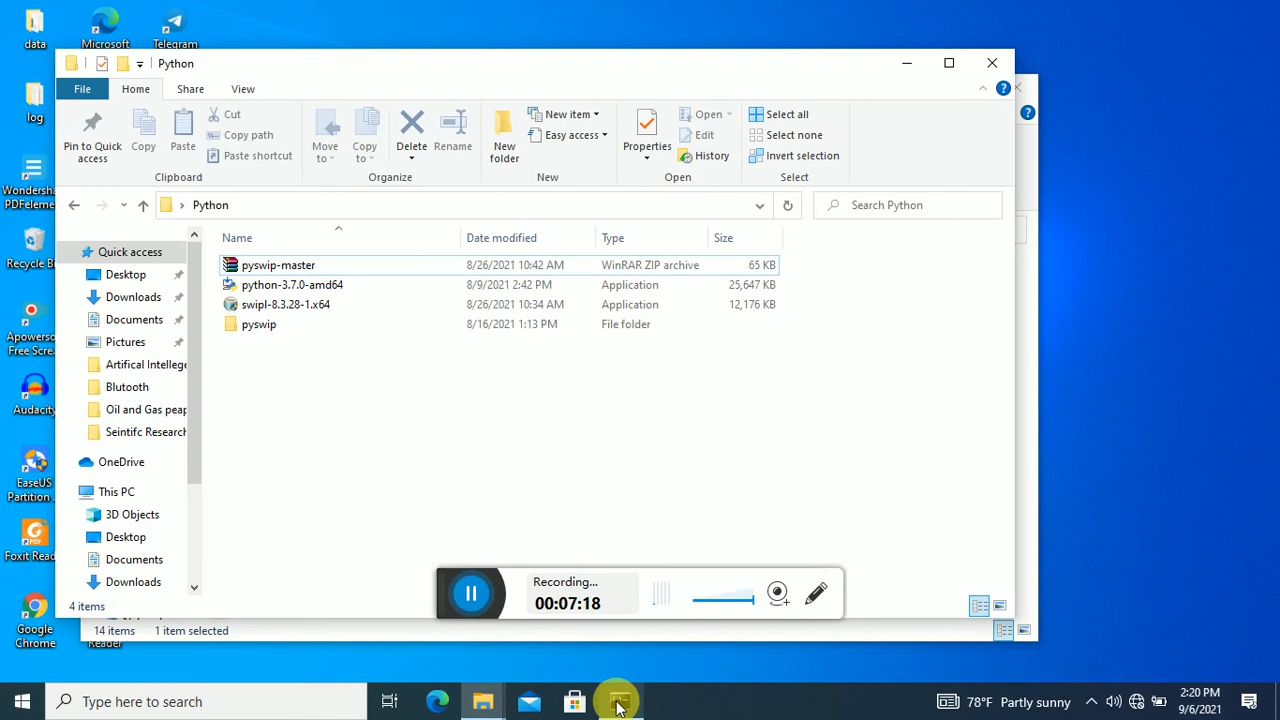 data
Microsoft
Telegram
Python
File
Home
Share
View
Pin to Quick access
Copy
Paste
Cut
Copy path
Paste shortcut
Clipboard
Move to
Copy to
Delete
Rename
Organize
New folder
New item
Easy access
New
Properties
Open
Edit
History
Open
Select all
Select none
Invert selection
Select
log
Python
Search Python
Wondersha
PDFeleme
Recycle Bi
Apowerso
Free Scre
Audacity
EaseUS
Partition
Foxit Read
Google
Chrome
Quick access
Desktop
Downloads
Documents
Pictures
Artifical Intellege
Blutooth
Oil and Gas peap
Seintifc Research
OneDrive
This PC
3D Objects
Desktop
Documents
Downloads
Name Date modified Type Size
pyswip-master 8/26/2021 10:42 AM WinRAR ZIP archive 65 KB
python-3.7.0-amd64 8/9/2021 2:42 PM Application 25,647 KB
swipl-8.3.28-1.x64 8/26/2021 10:34 AM Application 12,176 KB
pyswip 8/16/2021 1:13 PM File folder
Recording...
00:07:18
4 items
14 items 1 item selected
Reader
Type here to search
78°F Partly sunny
2:20 PM
9/6/2021